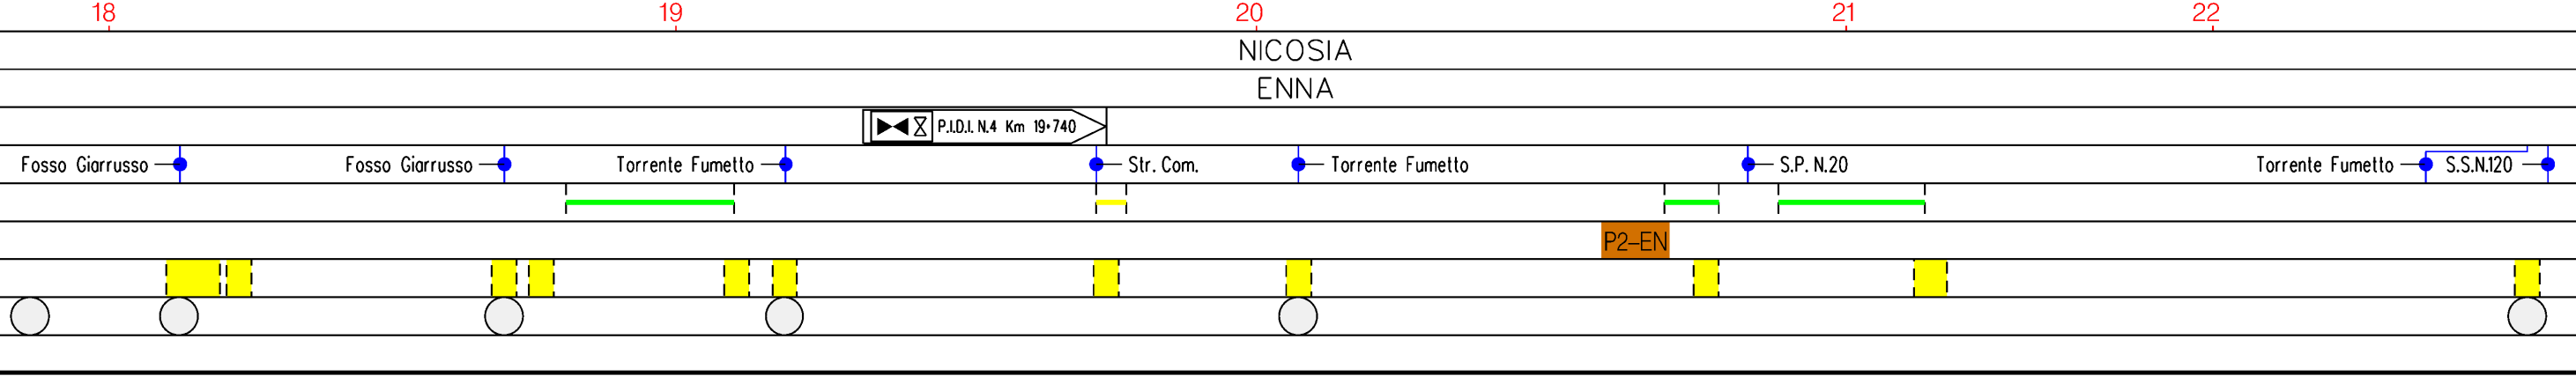 18 19 20 21 22
NICOSIA
ENNA
P.I.D.I. N.4 Km 19+740
Fosso Giarrusso Fosso Giarrusso Torrente Fumetto Str. Com. Torrente Fumetto S.P. N.20 Torrente Fumetto S.S.N.120
P2-EN